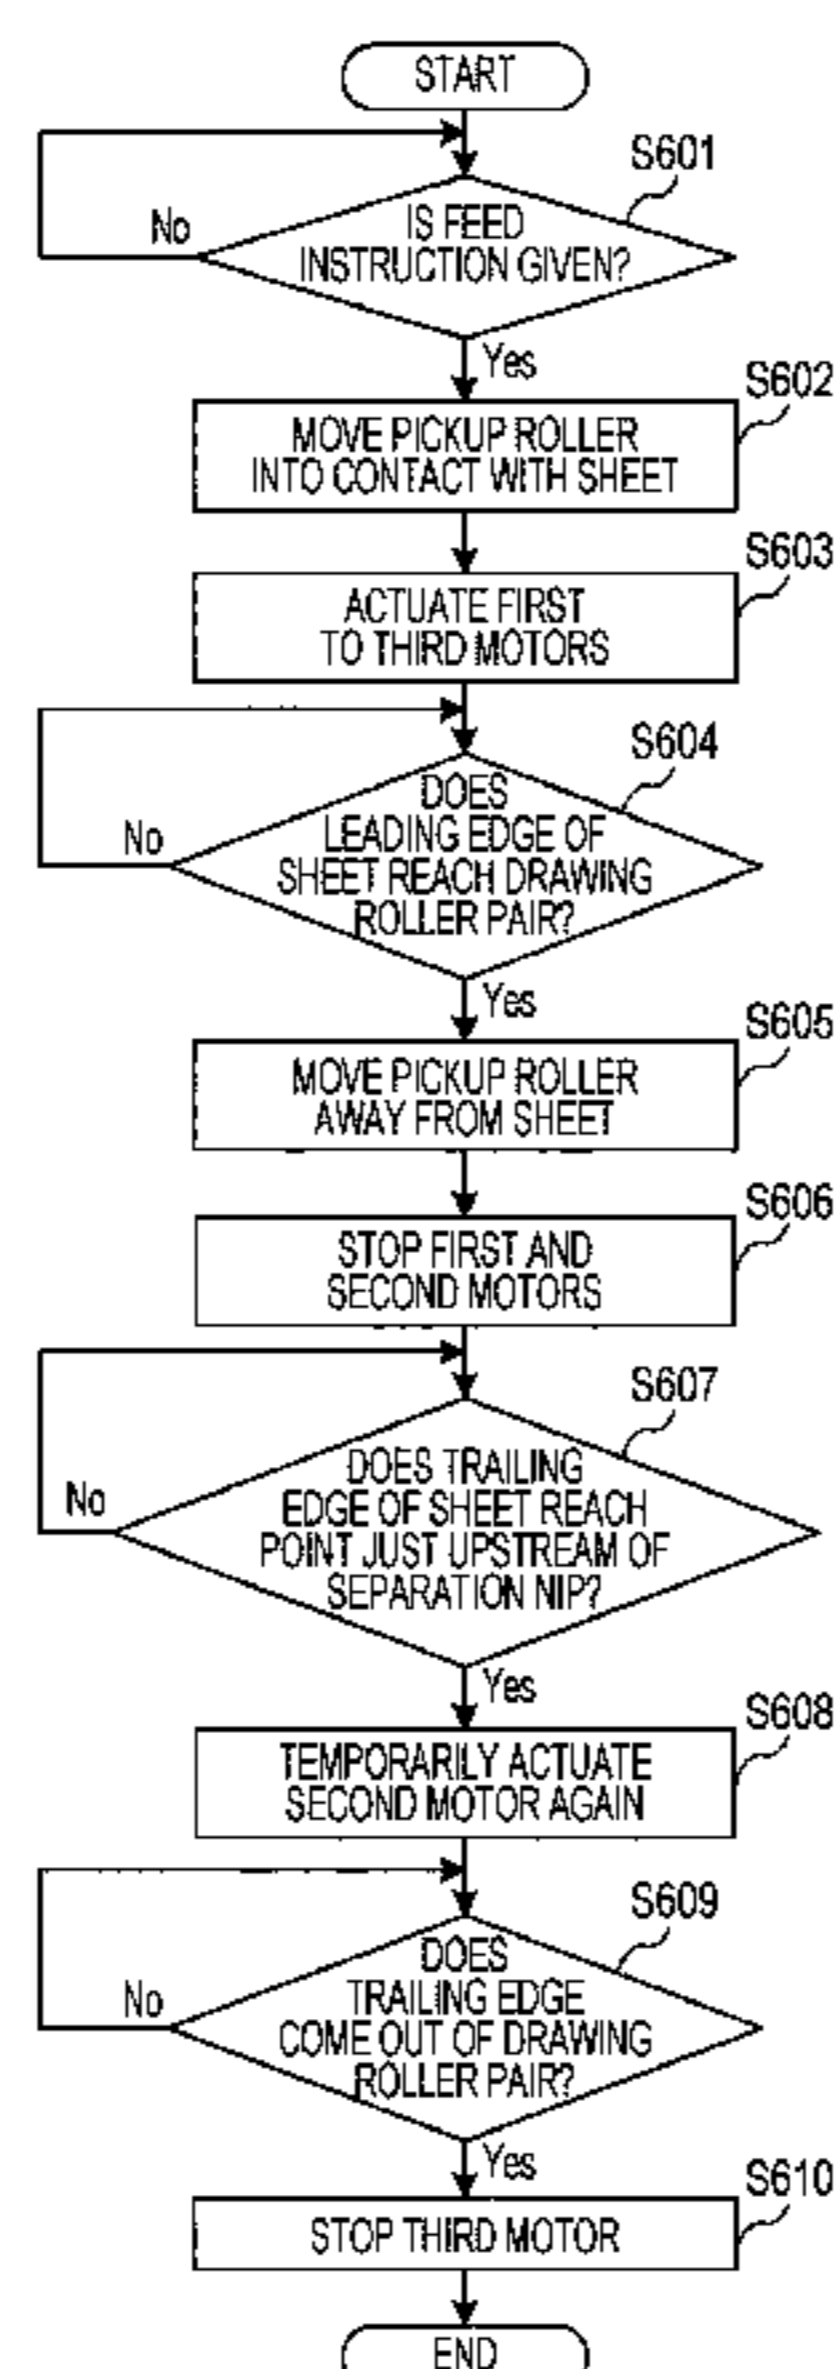 START
S601
No
IS FEED
INSTRUCTION GIVEN?
Yes
S602
MOVE PICKUP ROLLER
INTO CONTACT WITH SHEET
S603
ACTUATE FIRST
TO THIRD MOTORS
S604
No
DOES
LEADING EDGE OF
SHEET REACH DRAWING
ROLLER PAIR?
Yes
S605
MOVE PICKUP ROLLER
AWAY FROM SHEET
S606
STOP FIRST AND
SECOND MOTORS
S607
No
DOES TRAILING
EDGE OF SHEET REACH
POINT JUST UPSTREAM OF
SEPARATION NIP?
Yes
S608
TEMPORARILY ACTUATE
SECOND MOTOR AGAIN
S609
No
DOES
TRAILING EDGE
COME OUT OF DRAWING
ROLLER PAIR?
Yes
S610
STOP THIRD MOTOR
END